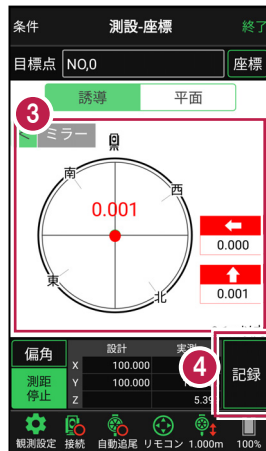 条件 測設-座標 終了
目標点 NO,0 座標
誘導 平面
3
< ミラー
南 西
0.001
0.000
東 北
0.001
偏角 設計
4
X 100.000
測距停止 Y 100.000
Z 5.39
記録
観測設定 接続 自動追尾 リモコン 1.000m 100%